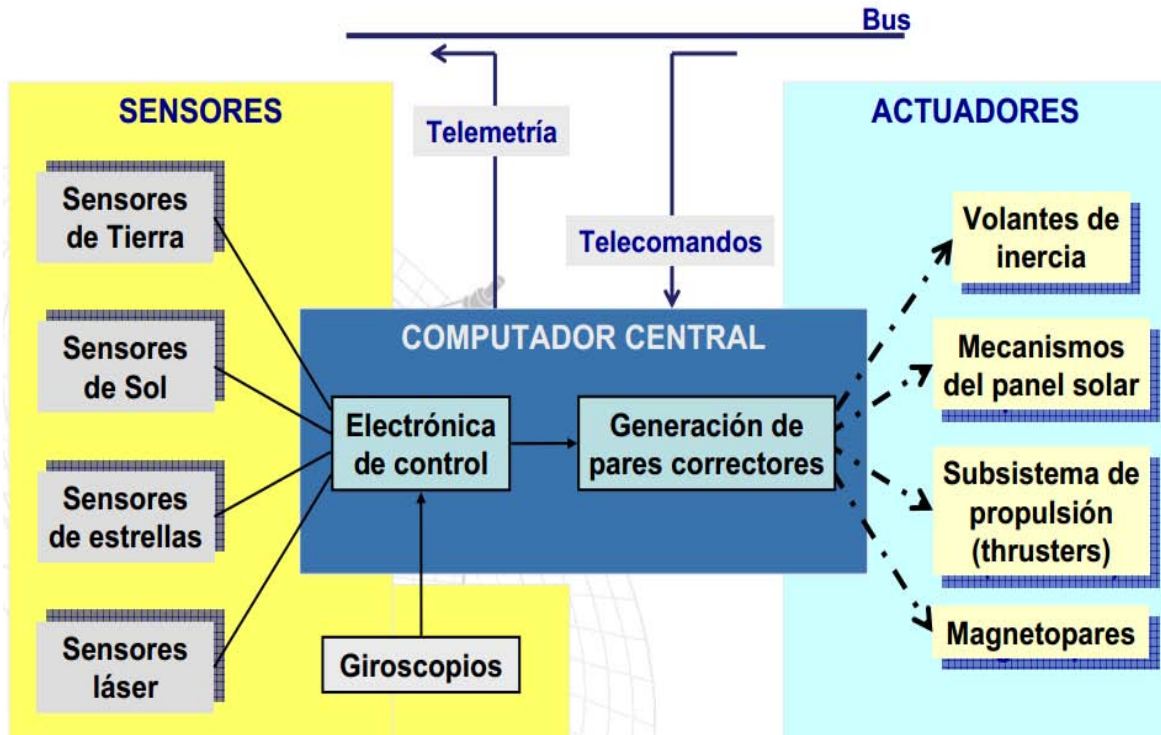 Bus
SENSORES
Telemetría
Telecomandos
ACTUADORES
Sensores
de Tierra
Sensores
de Sol
Sensores
de estrellas
Sensores
láser
Giroscopios
COMPUTADOR CENTRAL
Electrónica
de control
Generación de
pares correctores
Volantes de
inercia
Mecanismos
del panel solar
Subsistema de
propulsión
(thrusters)
Magnetopares